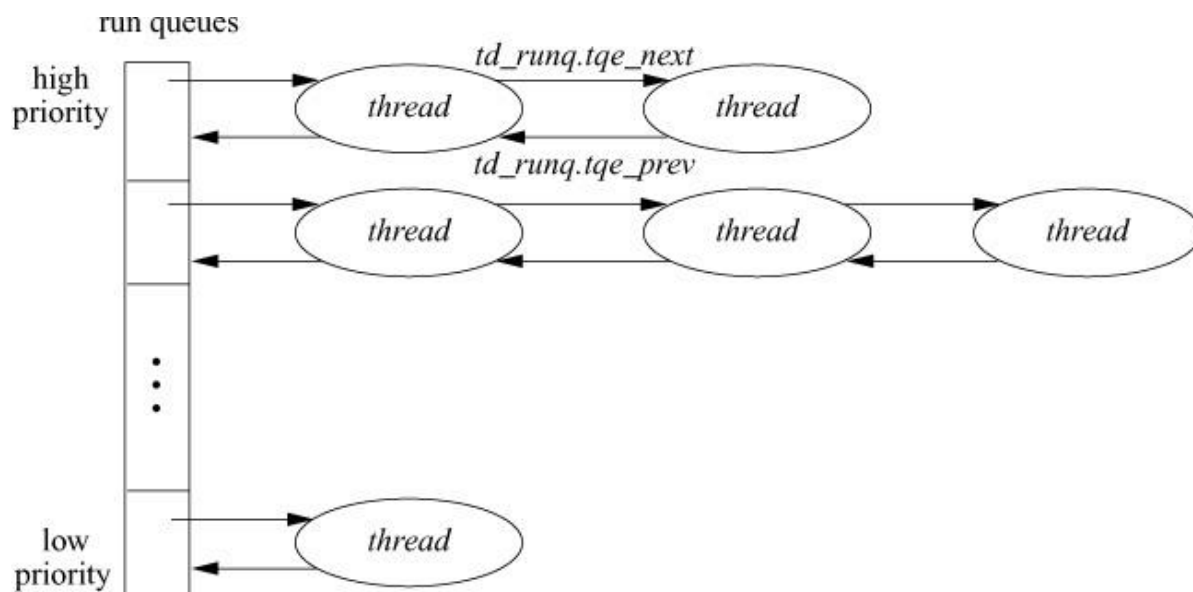 run queues
high
priority
td_runq.tqe_next
thread
thread
td_runq.tqe_prev
thread
thread
thread
low
priority
thread